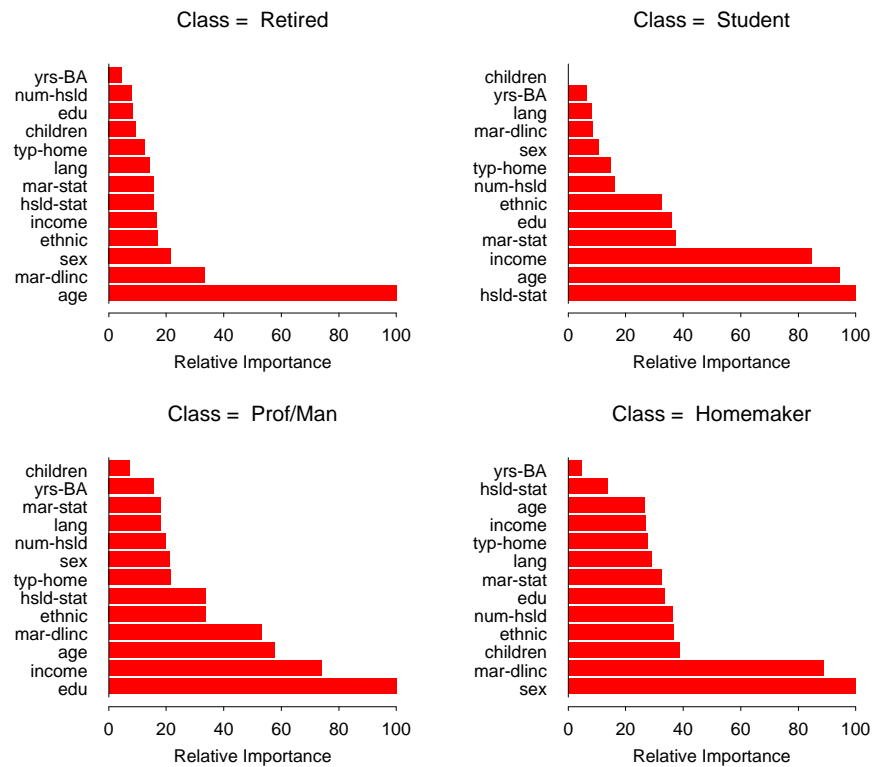 Class = Retired
yrs-BA
num-hsld
edu
children
typ-home
lang
mar-stat
hsld-stat
income
ethnic
sex
mar-dlinc
age
0 20 40 60 80 100
Relative Importance
Class = Student
children
yrs-BA
lang
mar-dlinc
sex
typ-home
num-hsld
ethnic
edu
mar-stat
income
age
hsld-stat
0 20 40 60 80 100
Relative Importance
Class = Prof/Man
children
yrs-BA
mar-stat
lang
num-hsld
sex
typ-home
hsld-stat
ethnic
mar-dlinc
age
income
edu
0 20 40 60 80 100
Relative Importance
Class = Homemaker
yrs-BA
hsld-stat
age
income
typ-home
lang
mar-stat
edu
num-hsld
ethnic
children
mar-dlinc
sex
0 20 40 60 80 100
Relative Importance